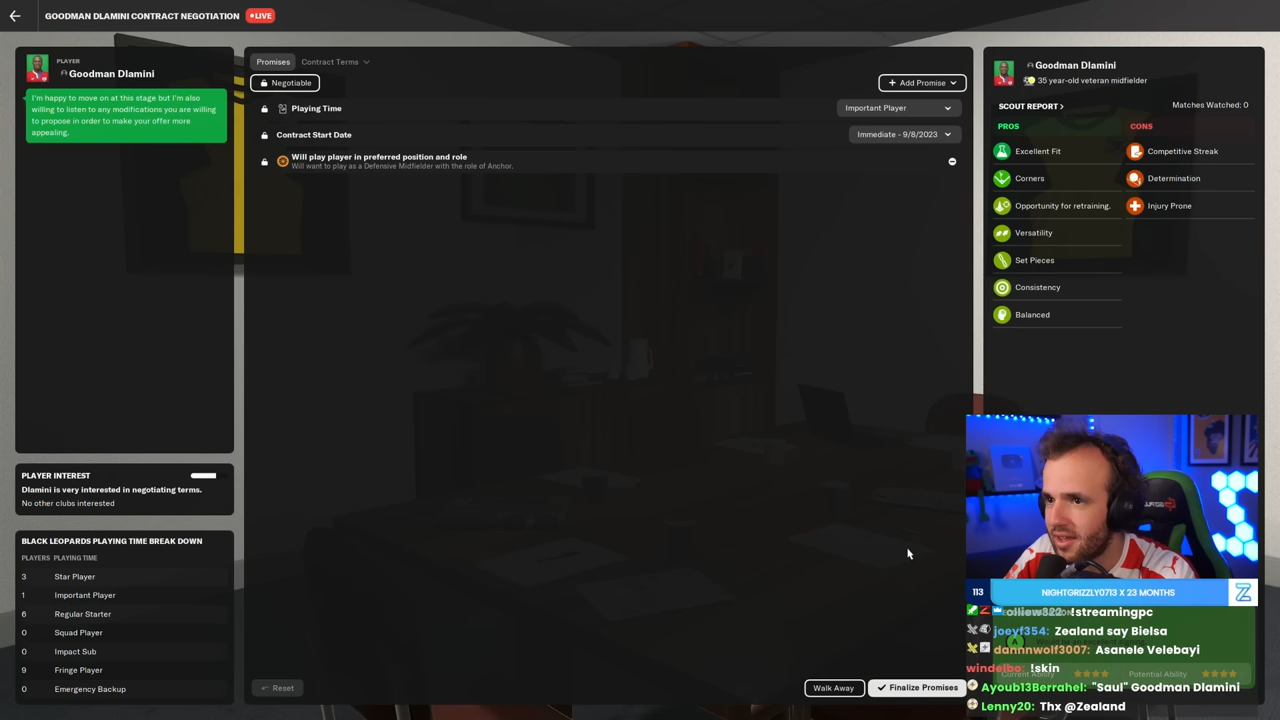 GOODMAN DLAMINI CONTRACT NEGOTIATION
LIVE
PLAYER
Goodman Dlamini
I'm happy to move on at this stage but I'm also
willing to listen to any modifications you are willing
to propose in order to make your offer more
appealing.
PLAYER INTEREST
Dlamini is very interested in negotiating terms.
No other clubs interested
BLACK LEOPARDS PLAYING TIME BREAK DOWN
PLAYERS PLAYING TIME
3 Star Player
1 Important Player
6 Regular Starter
0 Squad Player
0 Impact Sub
9 Fringe Player
0 Emergency Backup
Promises Contract Terms
Negotiable
+ Add Promise
Playing Time Important Player
Contract Start Date Immediate - 9/8/2023
Will play player in preferred position and role
Will want to play as a Defensive Midfielder with the role of Anchor.
Reset
Walk Away
Finalize Promises
Goodman Dlamini
35 year-old veteran midfielder
SCOUT REPORT > Matches Watched: 0
PROS CONS
Excellent Fit Competitive Streak
Corners Determination
Opportunity for retraining. Injury Prone
Versatility
Set Pieces
Consistency
Balanced
113 NIGHTGRIZZLY0713 X 23 MONTHS Z
olliew322: !streamingpc
joeyf354: Zealand say Bielsa
dannnwolf3007: Asanele Velebayi
windelbo: !skin
Current Ability Potential Ability
Ayoub13Berrahel: "Saul" Goodman Dlamini
Lenny20: Thx @Zealand